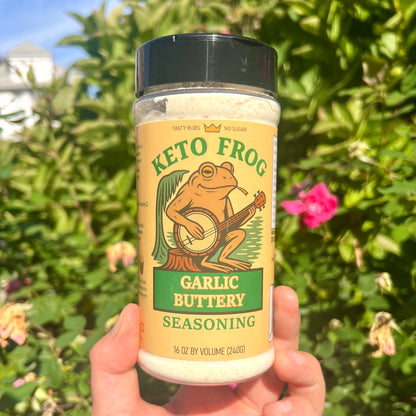 TASTY RUBS NO SUGAR
KETO FROG
GARLIC
BUTTERY
SEASONING
16 OZ BY VOLUME (240G)